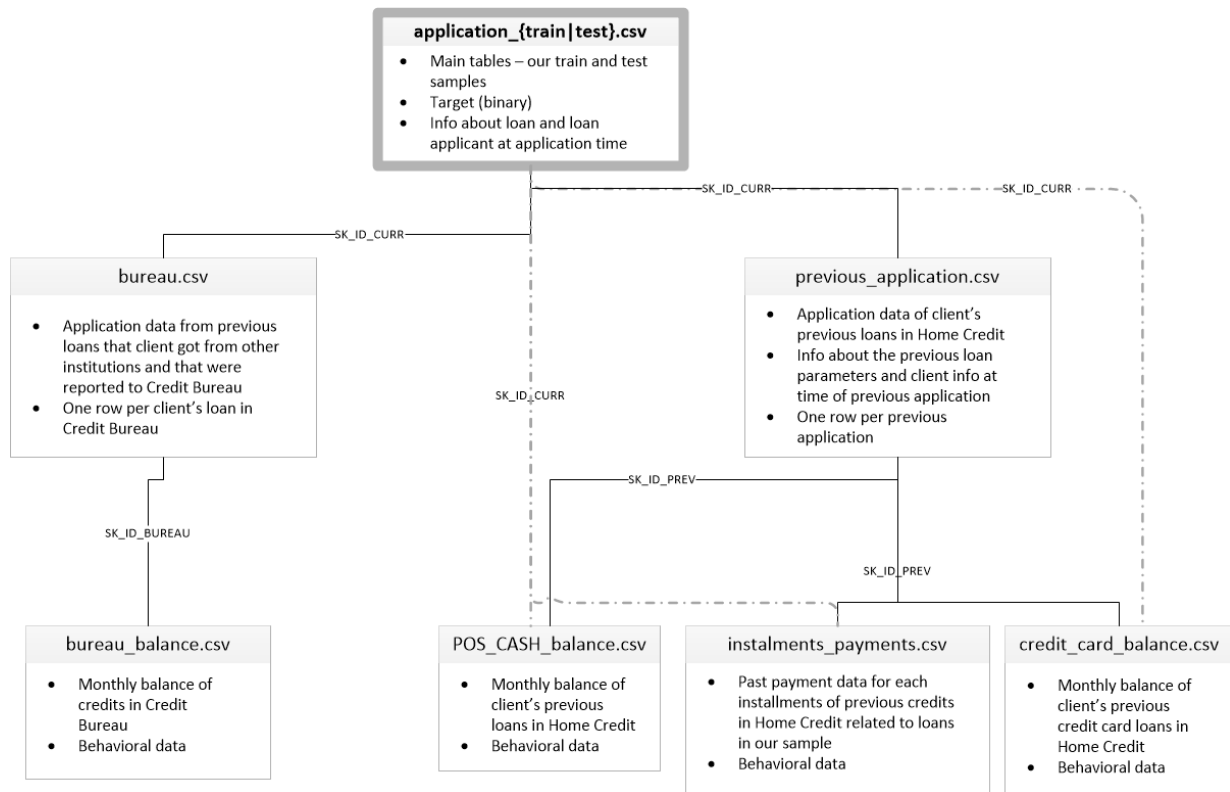 application_{train|test}.csv
• Main tables – our train and test
samples
• Target (binary)
• Info about loan and loan
applicant at application time
SK_ID_CURR
SK_ID_CURR
SK_ID_CURR
bureau.csv
• Application data from previous
loans that client got from other
institutions and that were
reported to Credit Bureau
• One row per client's loan in
Credit Bureau
previous_application.csv
• Application data of client's
previous loans in Home Credit
• Info about the previous loan
parameters and client info at
time of previous application
• One row per previous
application
SK_ID_CURR
SK_ID_PREV
SK_ID_BUREAU
SK_ID_PREV
bureau_balance.csv
• Monthly balance of
credits in Credit
Bureau
• Behavioral data
POS_CASH_balance.csv
• Monthly balance of
client's previous
loans in Home Credit
• Behavioral data
instalments_payments.csv
• Past payment data for each
installments of previous credits
in Home Credit related to loans
in our sample
• Behavioral data
credit_card_balance.csv
• Monthly balance of
client's previous
credit card loans in
Home Credit
• Behavioral data